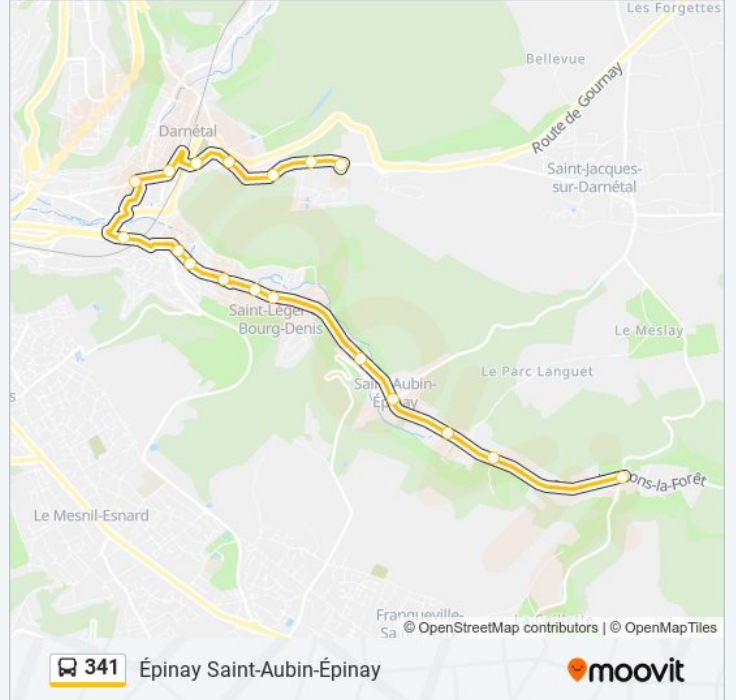 Les Forgettes
Bellevue
Route de Gournay
Darnétal
Saint-Jacques-
sur-Darnétal
Saint-Léger-
Bourg-Denis
Le Meslay
Le Parc Languet
Saint-Aubin-
Épinay
ons-la-Forêt
s
Le Mesnil-Esnard
Franqueville-
© OpenStreetMap contributors | © OpenMapTiles
341 Épinay Saint-Aubin-Épinay
moovit